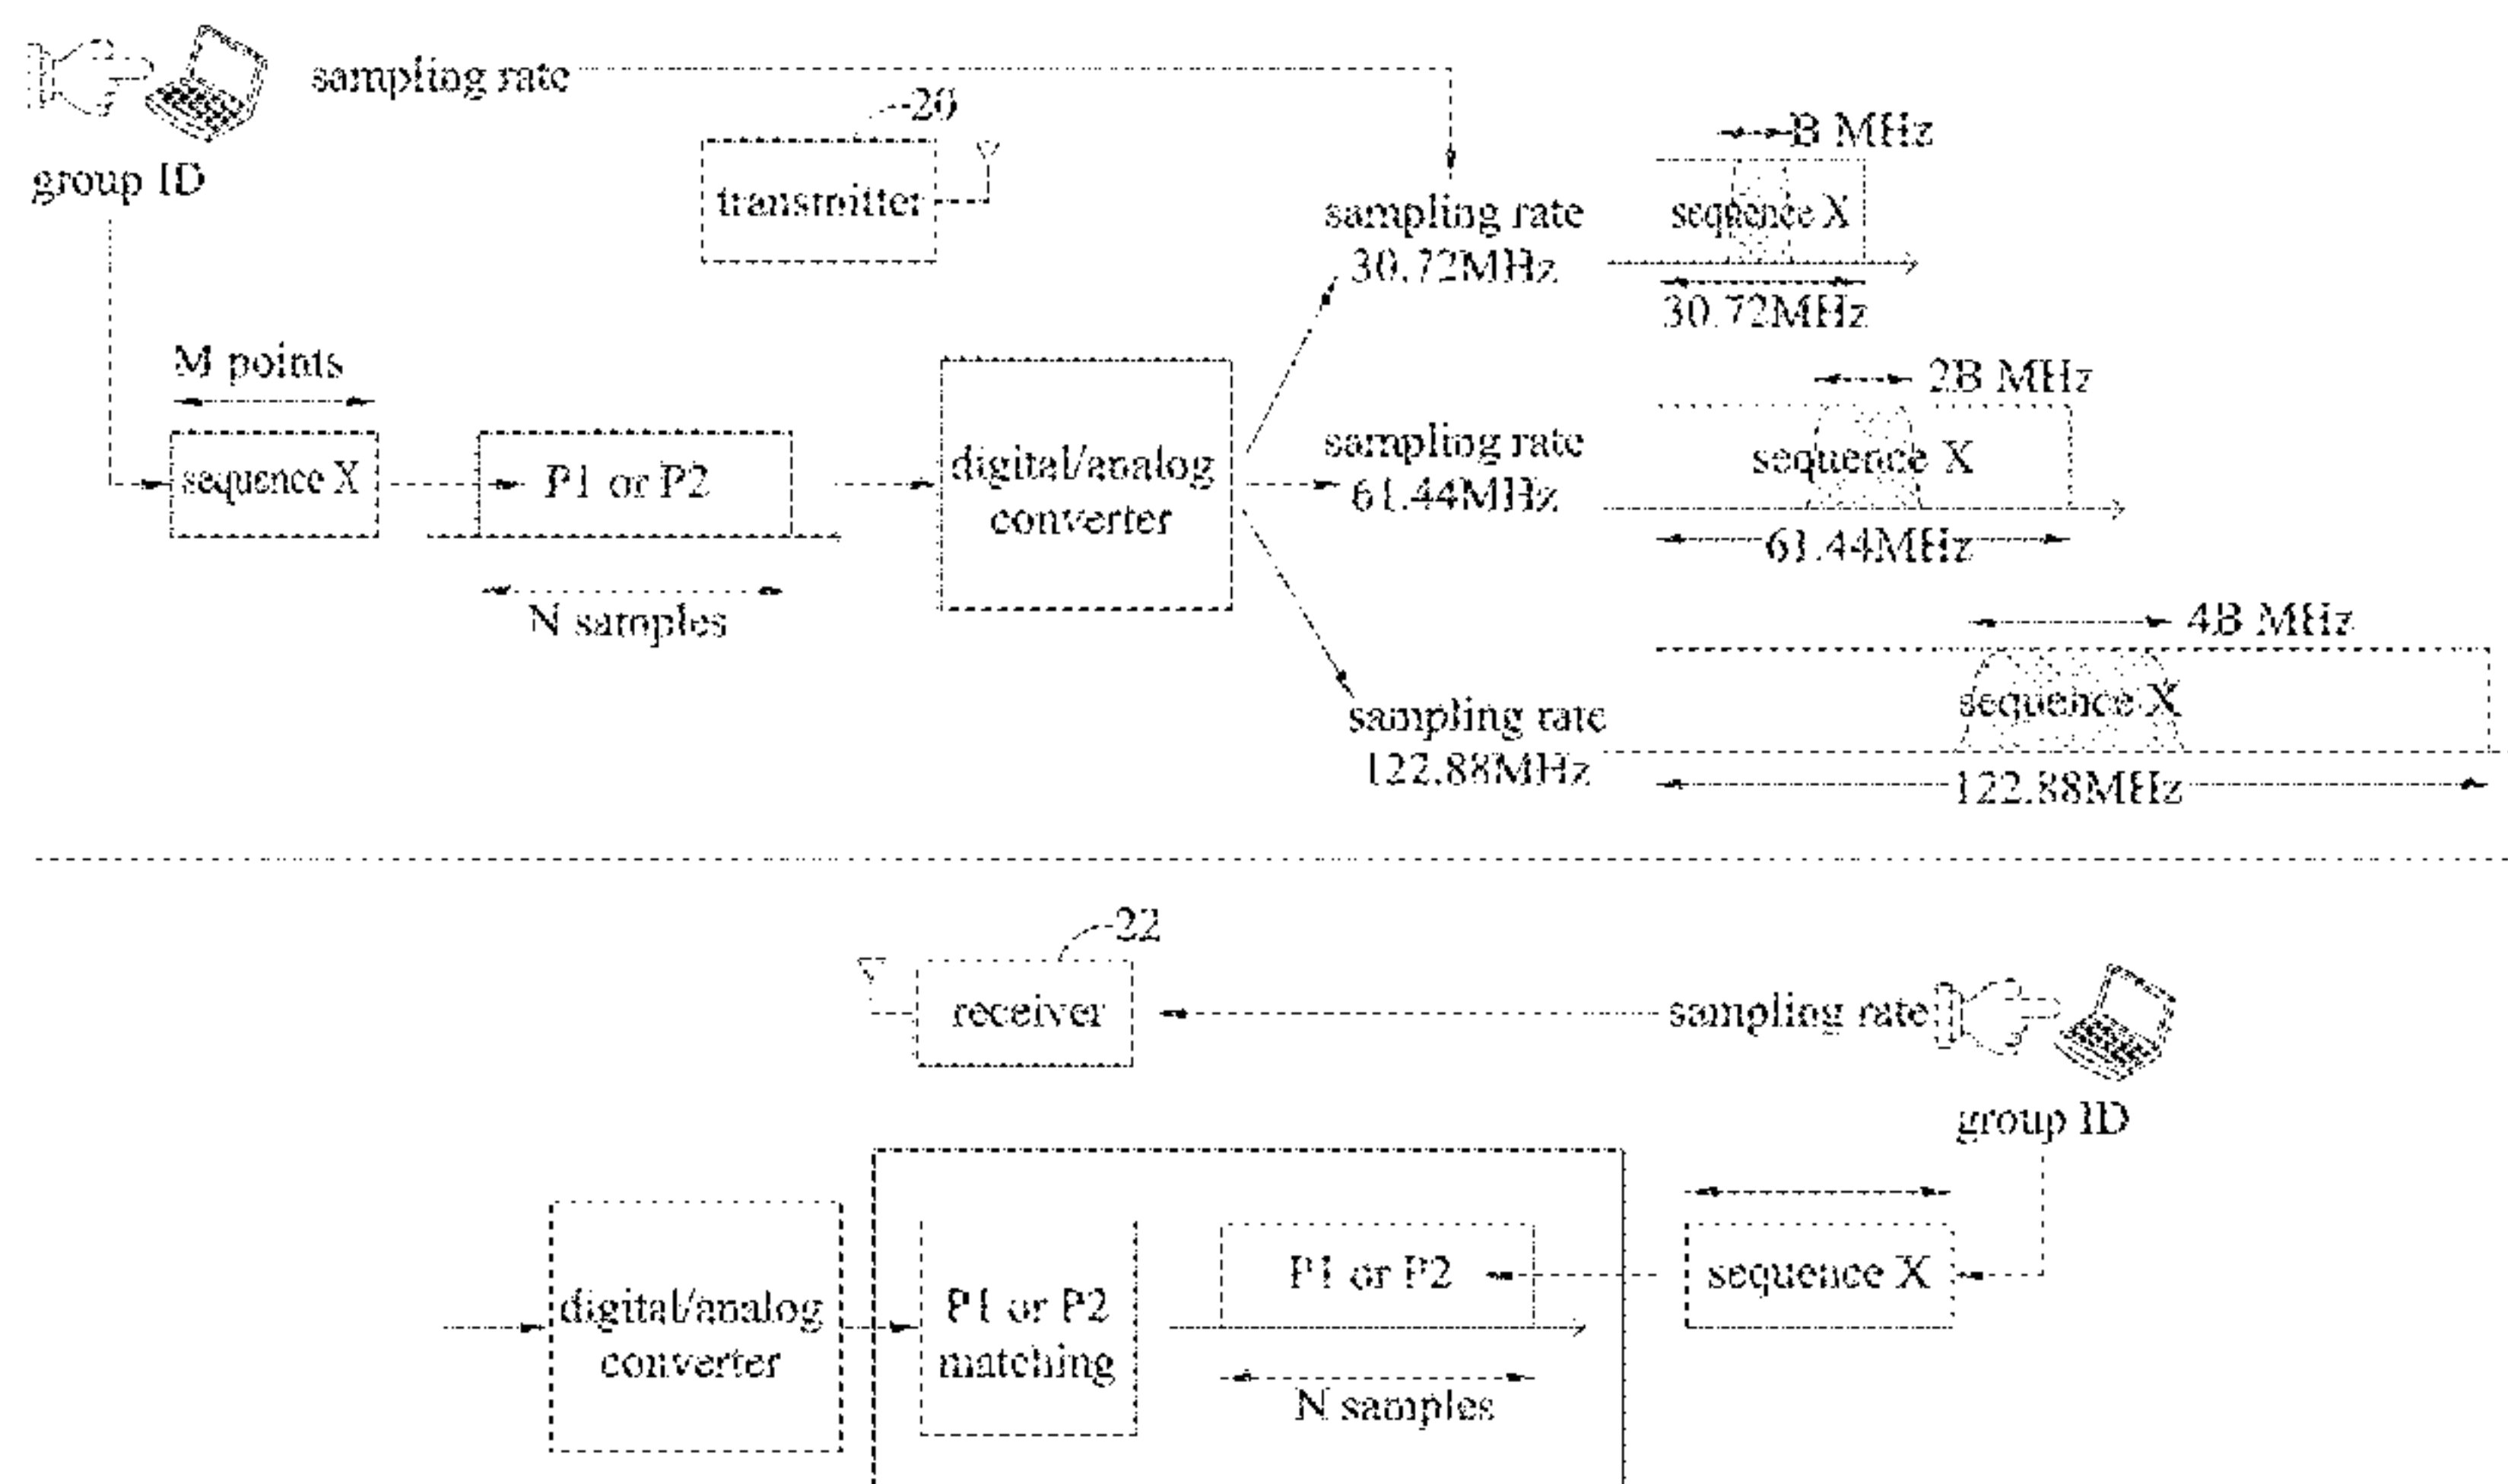 sampling rate
20
B MHz
group ID
transmitter
sampling rate
30.72MHz
sequence X
30.72MHz
M points
2B MHz
sequence X
P1 or P2
digital/analog
converter
sampling rate
61.44MHz
sequence X
61.44MHz
N samples
4B MHz
sampling rate
122.88MHz
sequence X
122.88MHz
22
receiver
sampling rate
group ID
digital/analog
converter
P1 or P2
matching
P1 or P2
sequence X
N samples